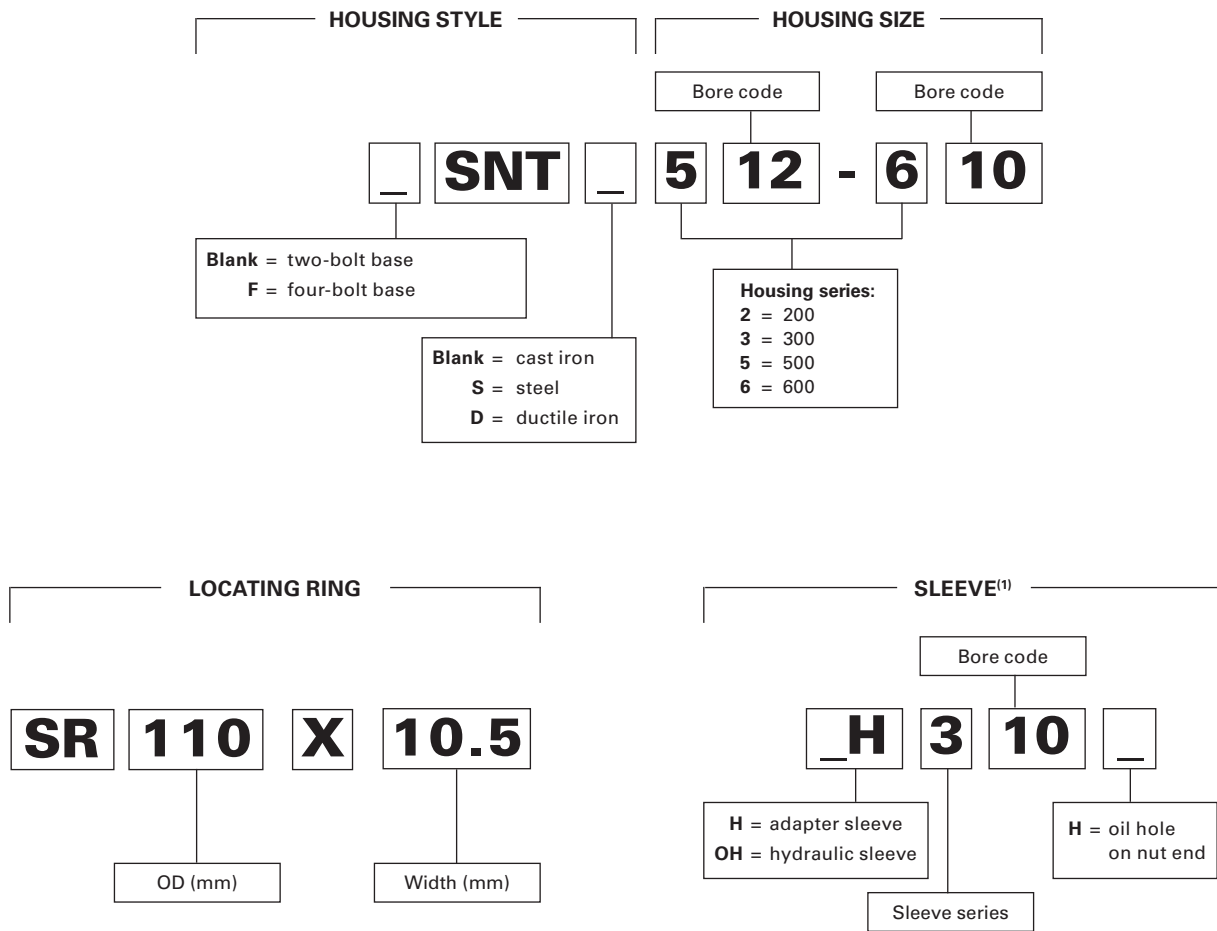 HOUSING STYLE
HOUSING SIZE
Bore code
Bore code
_ SNT _ 5 12 - 6 10
Blank = two-bolt base
F = four-bolt base
Housing series:
2 = 200
3 = 300
5 = 500
6 = 600
Blank = cast iron
S = steel
D = ductile iron
LOCATING RING
SR 110 X 10.5
OD (mm)
Width (mm)
SLEEVE(1)
Bore code
_H 3 10 _
H = adapter sleeve
OH = hydraulic sleeve
H = oil hole
on nut end
Sleeve series